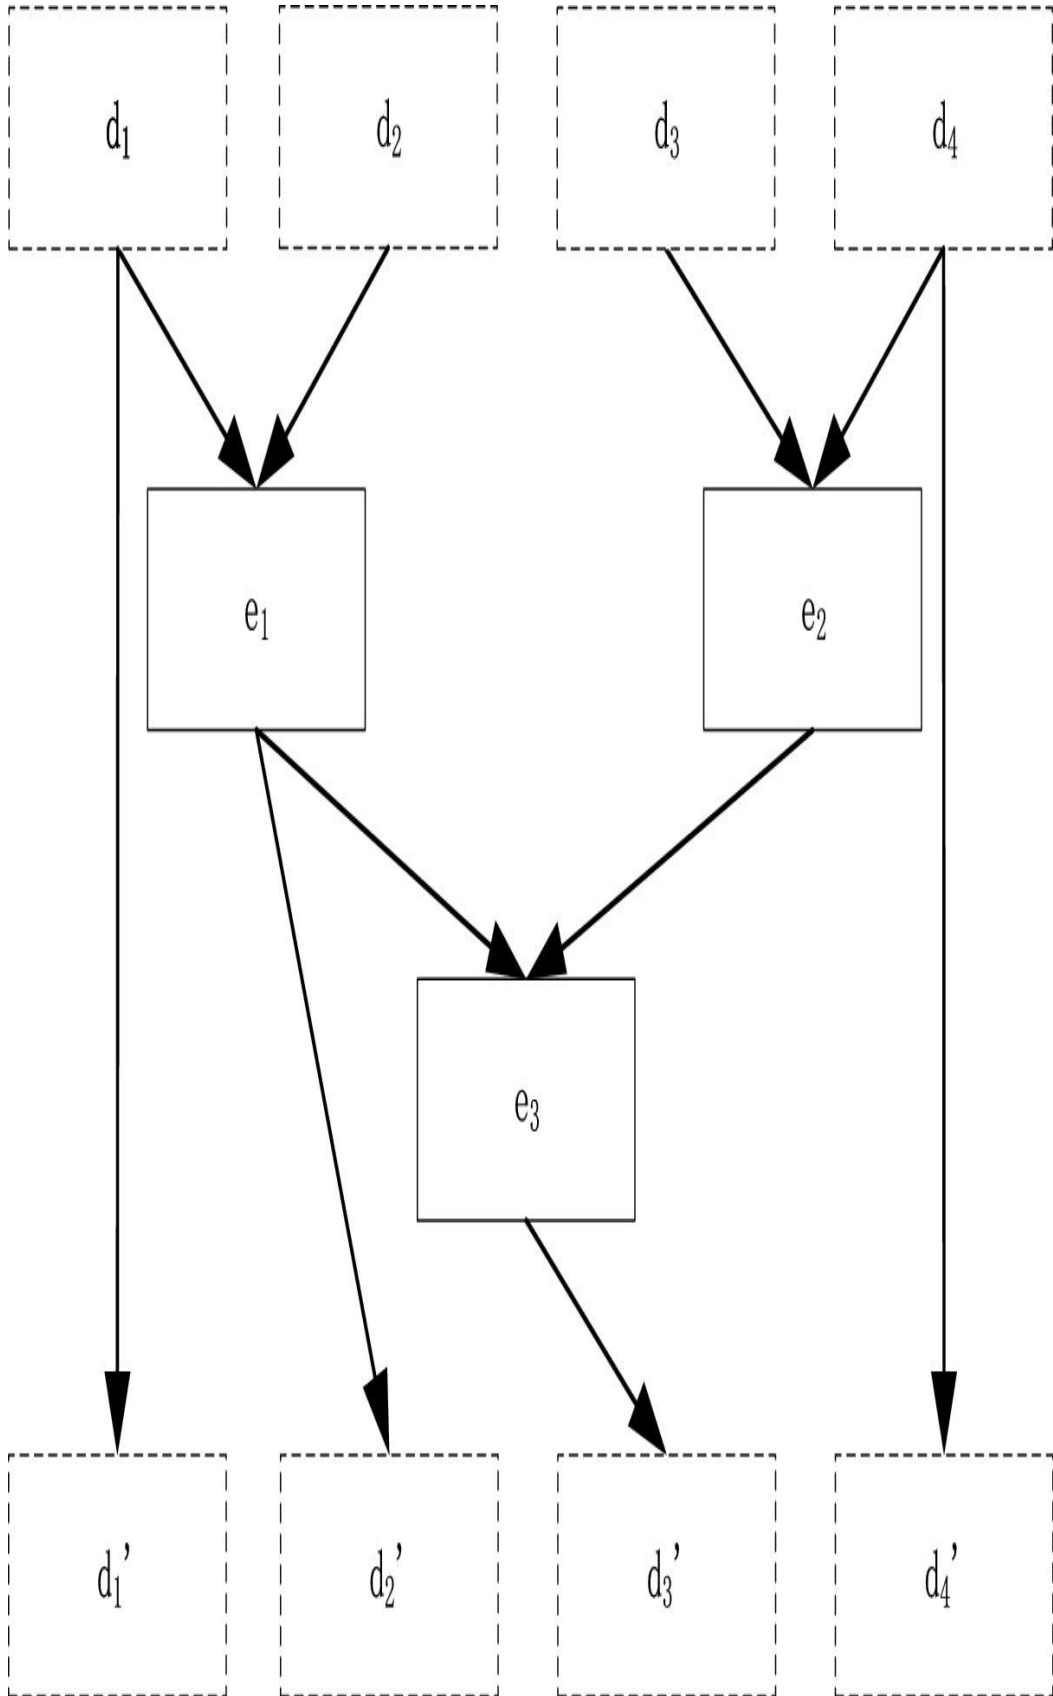 d₁ d₂ d₃ d₄
e₁ e₂
e₃
d₁' d₂' d₃' d₄'